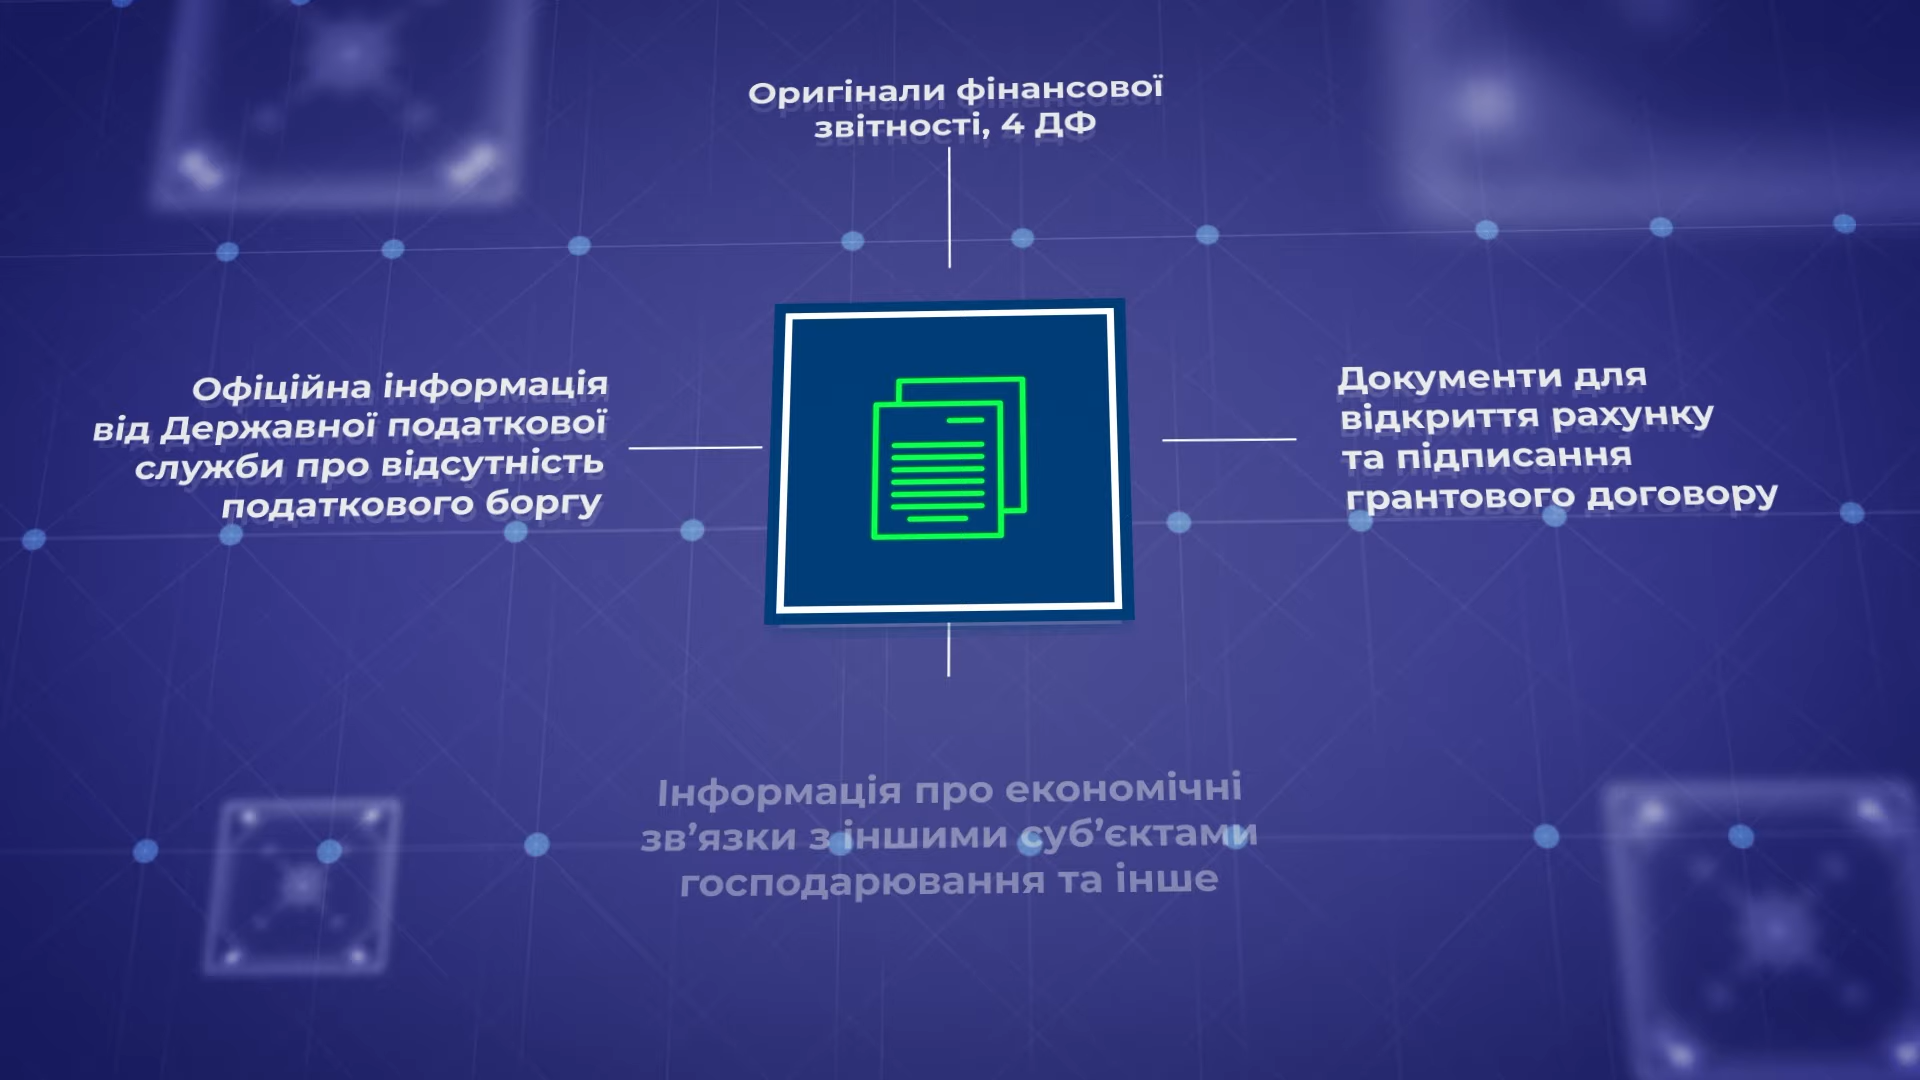 Оригінали фінансової
звітності, 4 ДФ
Офіційна інформація
від Державної податкової
служби про відсутність
податкового боргу
Документи для
відкриття рахунку
та підписання
грантового договору
Інформація про економічні
зв’язки з іншими суб’єктами
господарювання та інше